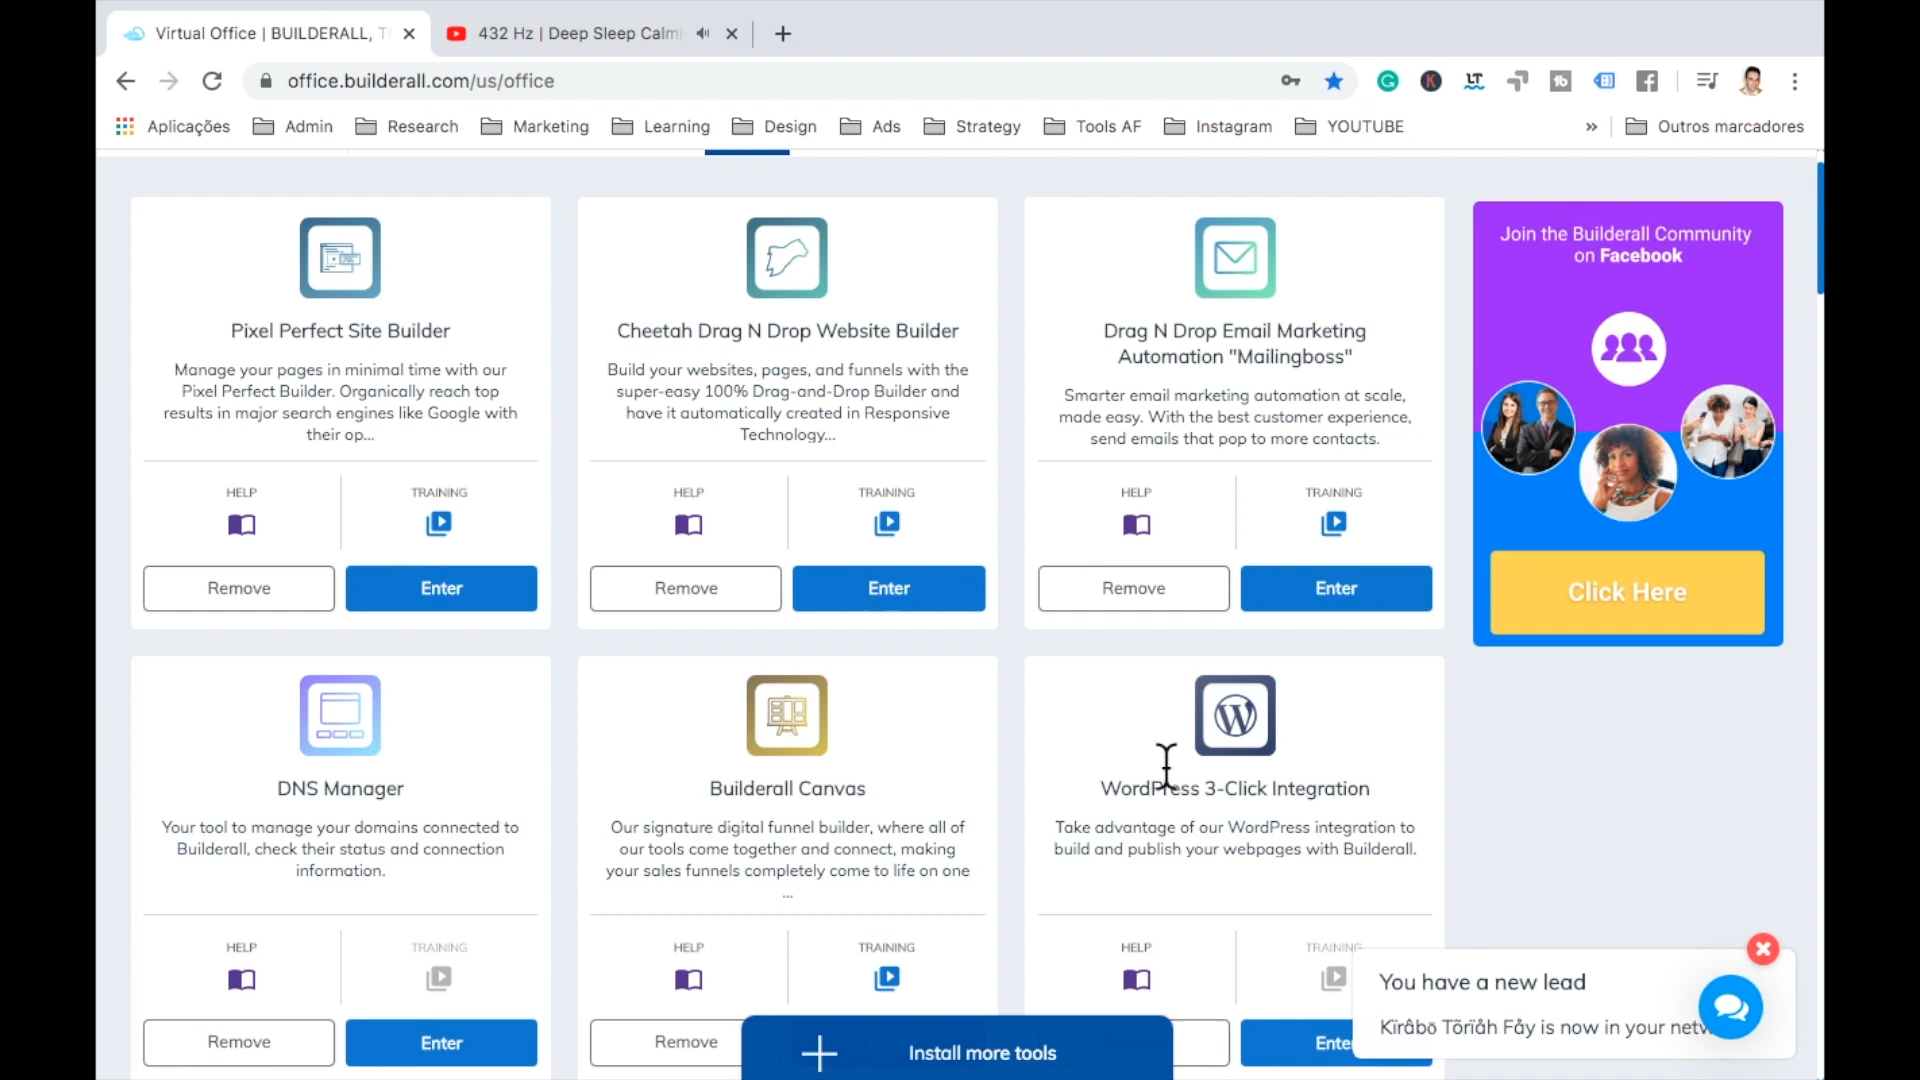 Virtual Office | BUILDERALL, T
432 Hz | Deep Sleep Calmi
office.builderall.com/us/office
Aplicações
Admin
Research
Marketing
Learning
Design
Ads
Strategy
Tools AF
Instagram
YOUTUBE
»
Outros marcadores
Pixel Perfect Site Builder
Manage your pages in minimal time with our
Pixel Perfect Builder. Organically reach top
results in major search engines like Google with
their op...
HELP
TRAINING
Remove
Enter
Cheetah Drag N Drop Website Builder
Build your websites, pages, and funnels with the
super-easy 100% Drag-and-Drop Builder and
have it automatically created in Responsive
Technology...
HELP
TRAINING
Remove
Enter
Drag N Drop Email Marketing
Automation "Mailingboss"
Smarter email marketing automation at scale,
made easy. With the best customer experience,
send emails that pop to more contacts.
HELP
TRAINING
Remove
Enter
Join the Builderall Community
on Facebook
Click Here
DNS Manager
Your tool to manage your domains connected to
Builderall, check their status and connection
information.
HELP
TRAINING
Remove
Enter
Builderall Canvas
Our signature digital funnel builder, where all of
our tools come together and connect, making
your sales funnels completely come to life on one
...
HELP
TRAINING
Remove
WordPress 3-Click Integration
Take advantage of our WordPress integration to
build and publish your webpages with Builderall.
HELP
TRAINING
Enter
Install more tools
You have a new lead
Kïrâbö Tõrïåh Fåy is now in your netw